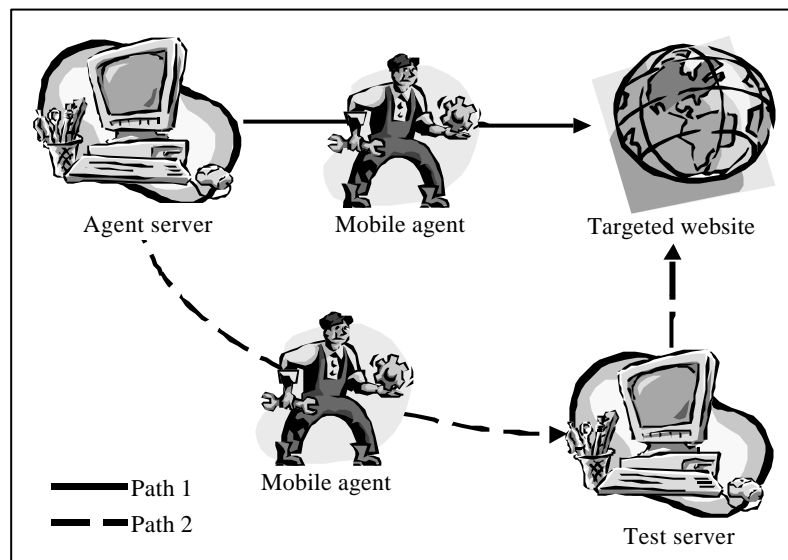 Agent server
Mobile agent
Targeted website
Mobile agent
Path 1
Path 2
Test server